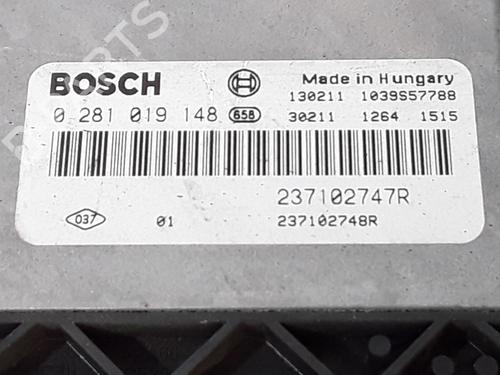 BOSCH Made in Hungary
130211 1039S57788
0 281 019 148 658 30211 1264 1515
237102747R
037 01 237102748R